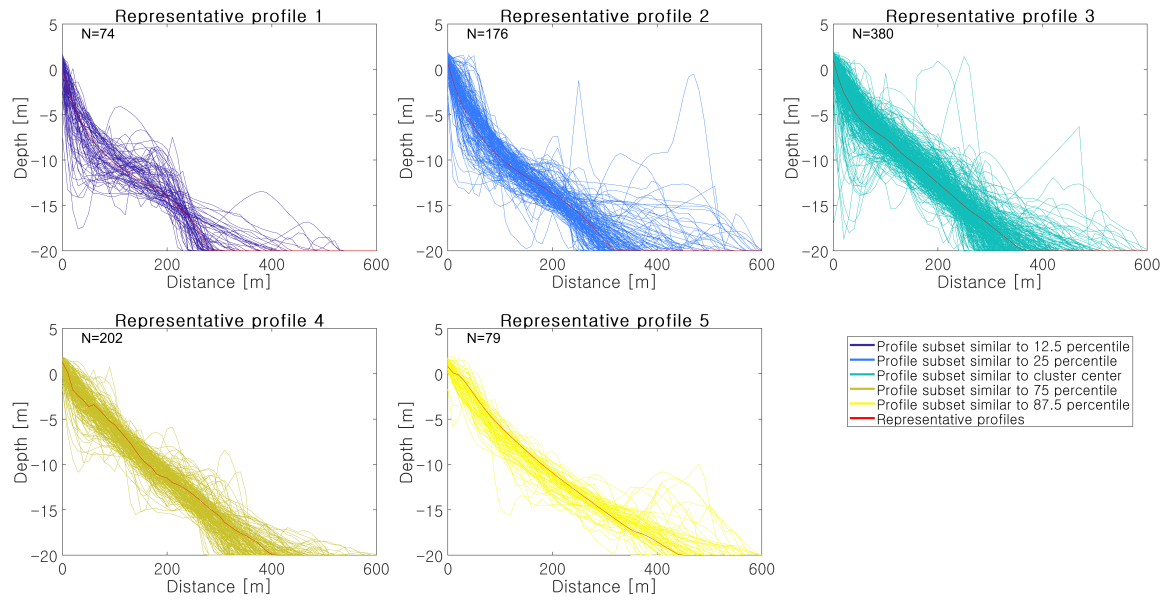 Representative profile 1
N=74
5
0
−5
−10
−15
−20
Depth [m]
0
200
400
600
Distance [m]
Representative profile 2
N=176
5
0
−5
−10
−15
−20
Depth [m]
0
200
400
600
Distance [m]
Representative profile 3
N=380
5
0
−5
−10
−15
−20
Depth [m]
0
200
400
600
Distance [m]
Representative profile 4
N=202
5
0
−5
−10
−15
−20
Depth [m]
0
200
400
600
Distance [m]
Representative profile 5
N=79
5
0
−5
−10
−15
−20
Depth [m]
0
200
400
600
Distance [m]
Profile subset similar to 12.5 percentile
Profile subset similar to 25 percentile
Profile subset similar to cluster center
Profile subset similar to 75 percentile
Profile subset similar to 87.5 percentile
Representative profiles